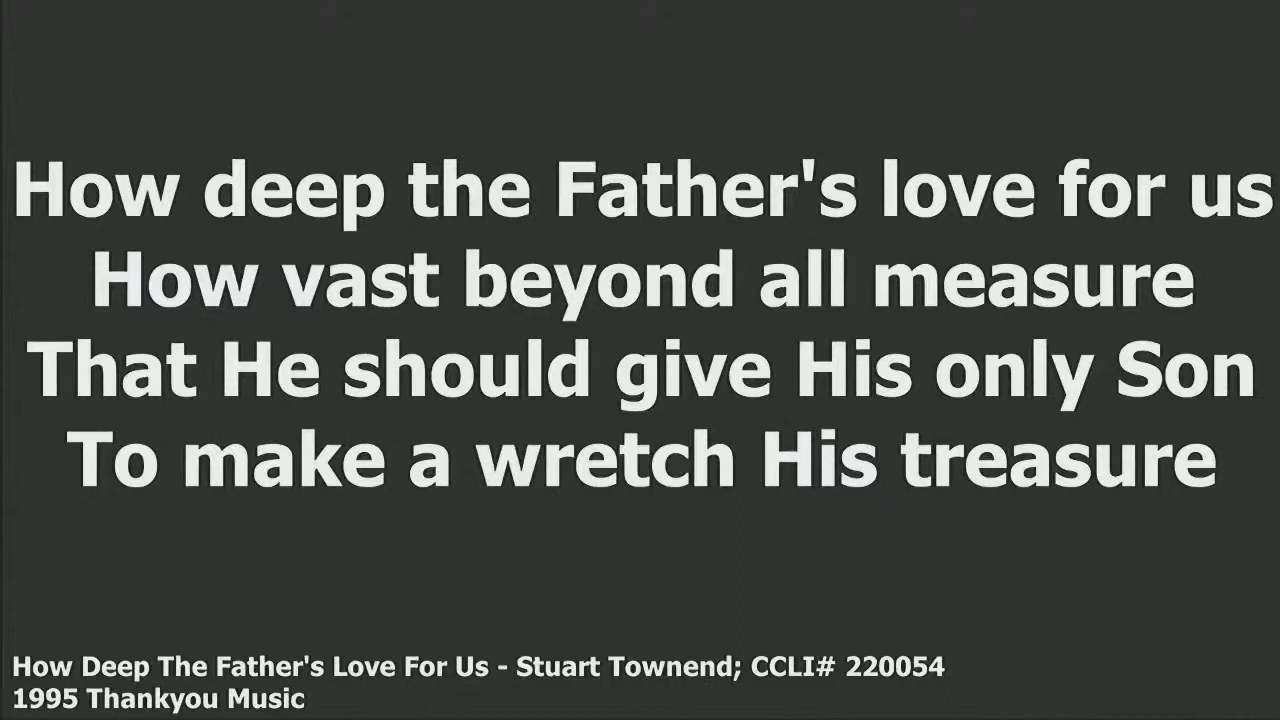 How deep the Father's love for us
How vast beyond all measure
That He should give His only Son
To make a wretch His treasure
How Deep The Father's Love For Us - Stuart Townend; CCLI# 220054
1995 Thankyou Music